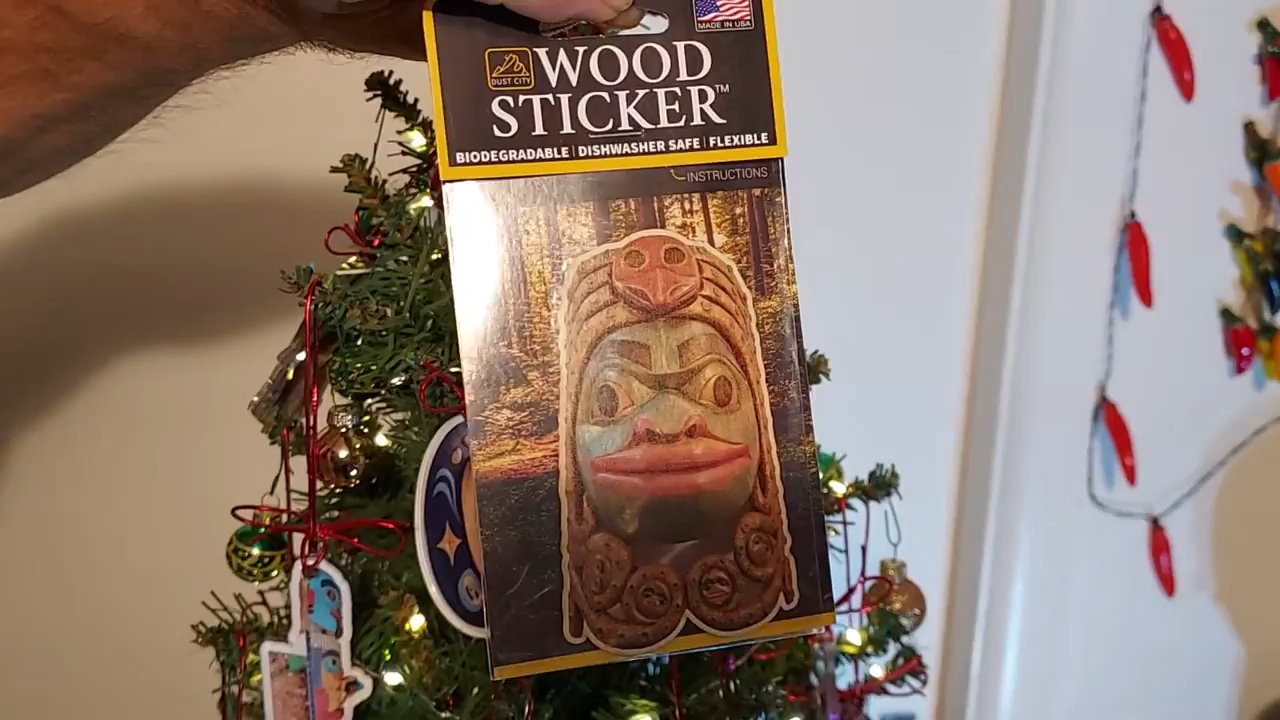 MADE IN USA
DUST CITY
WOOD
STICKER™
BIODEGRADABLE | DISHWASHER SAFE | FLEXIBLE
INSTRUCTIONS